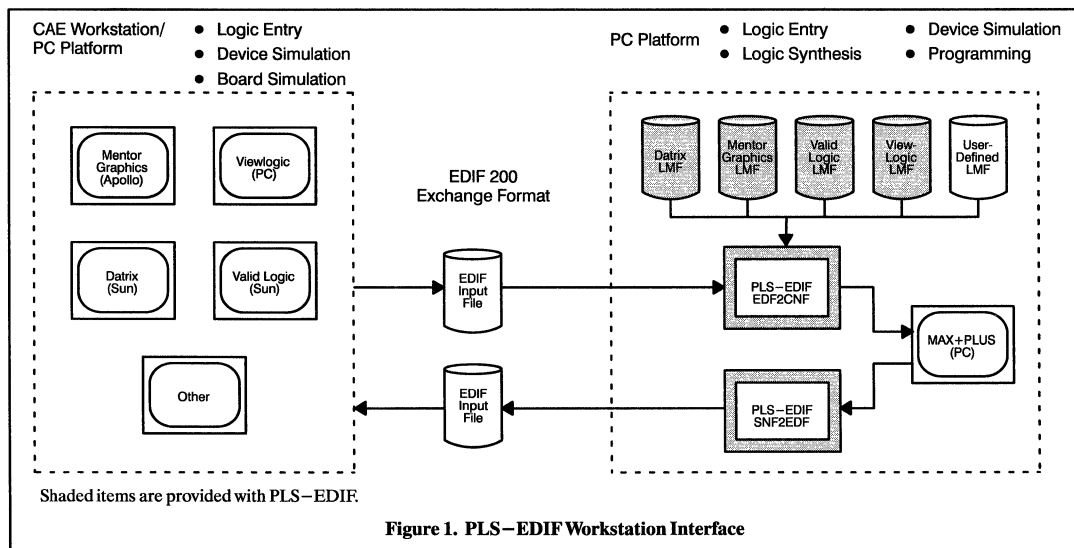 CAE Workstation/
PC Platform
● Logic Entry
● Device Simulation
● Board Simulation
PC Platform
● Logic Entry
● Logic Synthesis
● Device Simulation
● Programming
Mentor
Graphics
(Apollo)
Viewlogic
(PC)
Datrix
(Sun)
Valid Logic
(Sun)
Other
EDIF 200
Exchange Format
EDIF
Input
File
EDIF
Input
File
Datrix
LMF
Mentor
Graphics
LMF
Valid
Logic
LMF
View-
Logic
LMF
User-
Defined
LMF
PLS−EDIF
EDF2CNF
MAX+PLUS
(PC)
PLS−EDIF
SNF2EDF
Shaded items are provided with PLS−EDIF.
Figure 1. PLS−EDIF Workstation Interface